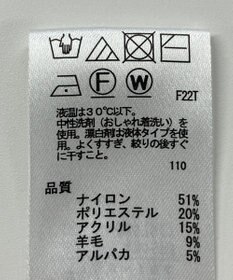 F W
F22T
液温は30℃以下。
中性洗剤(おしゃれ着洗い)を
使用。漂白剤は液体タイプを使
用。よくすすぎ、絞りの後すぐ
に干すこと。
110
品質
ナイロン 51%
ポリエステル 20%
アクリル 15%
羊毛 9%
アルパカ 5%